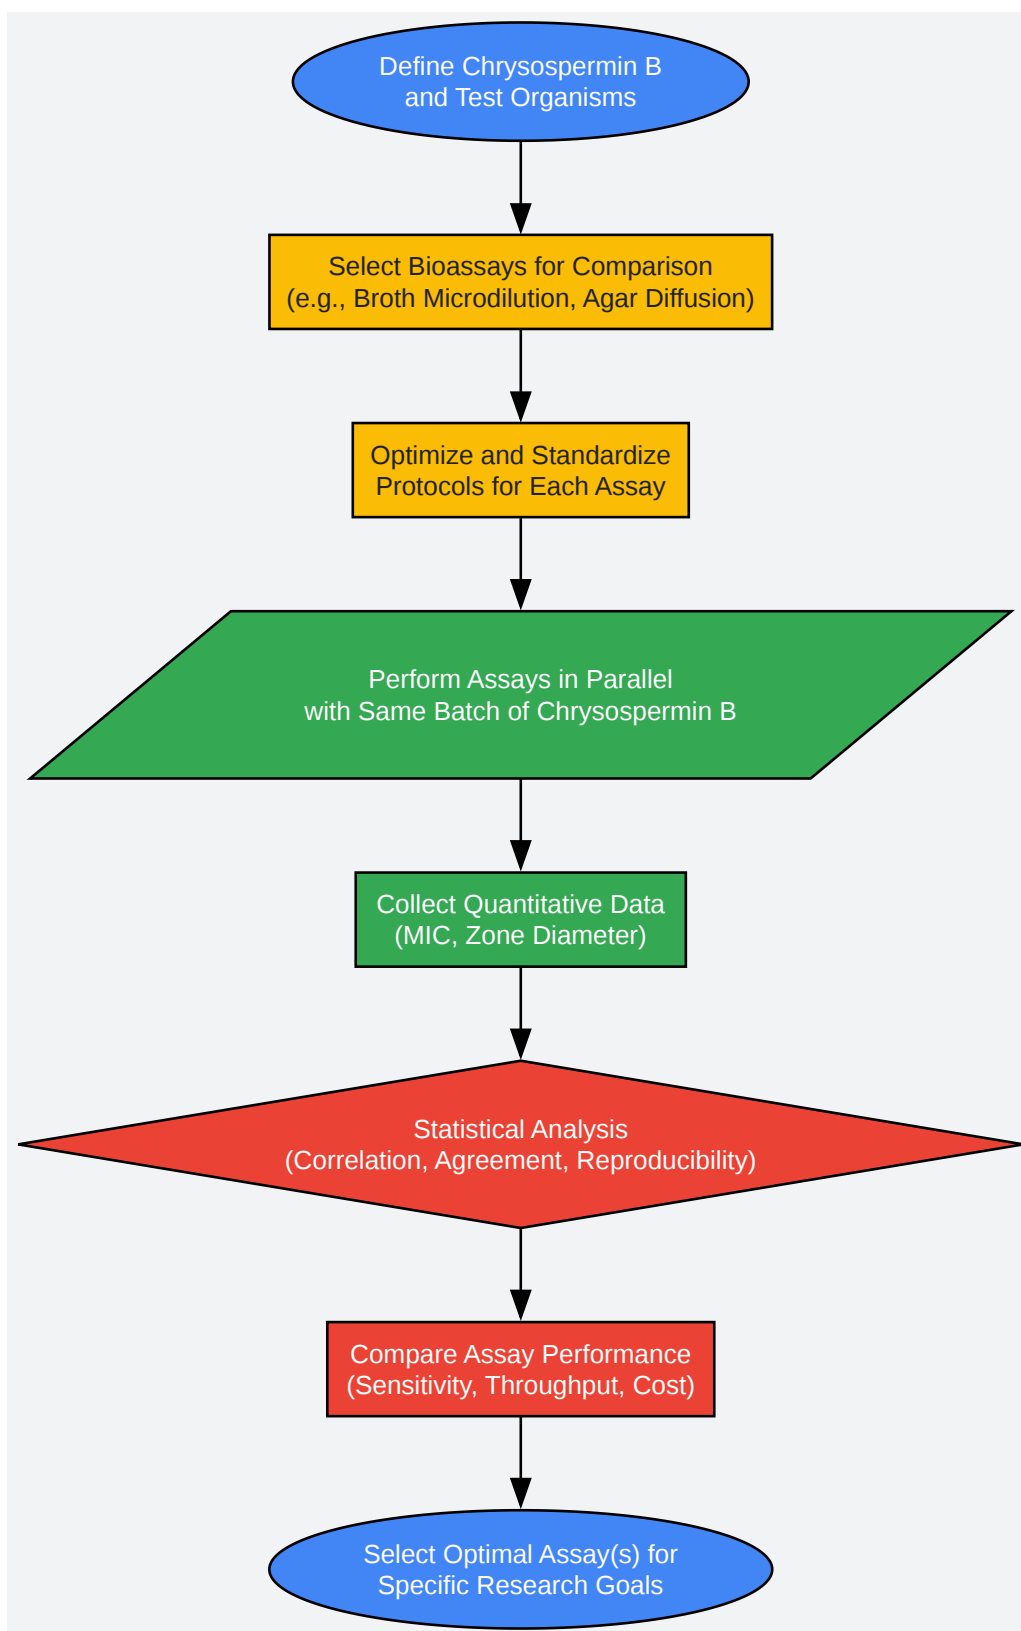 Define Chrysospermin B
and Test Organisms
Select Bioassays for Comparison
(e.g., Broth Microdilution, Agar Diffusion)
Optimize and Standardize
Protocols for Each Assay
Perform Assays in Parallel
with Same Batch of Chrysospermin B
Collect Quantitative Data
(MIC, Zone Diameter)
Statistical Analysis
(Correlation, Agreement, Reproducibility)
Compare Assay Performance
(Sensitivity, Throughput, Cost)
Select Optimal Assay(s) for
Specific Research Goals